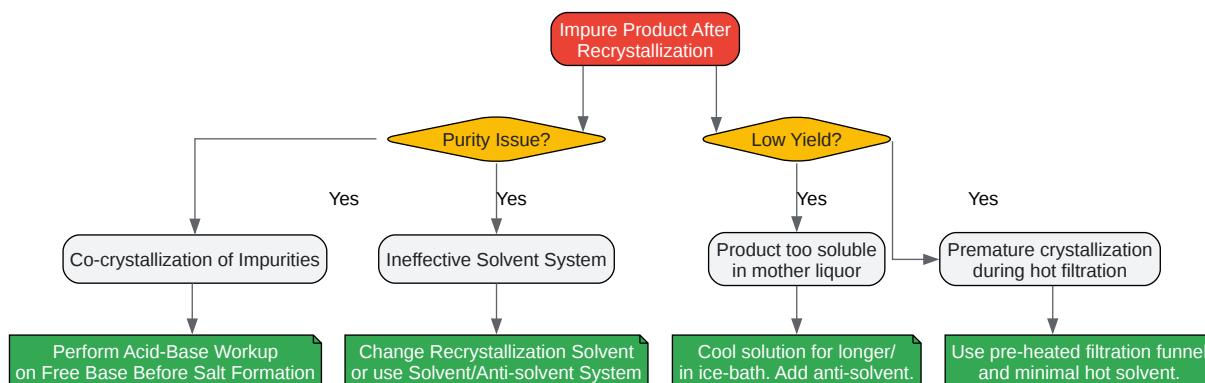 Impure Product After
Recrystallization
Purity Issue?
Low Yield?
Yes
Yes
Yes
Yes
Co-crystallization of Impurities
Ineffective Solvent System
Product too soluble
in mother liquor
Premature crystallization
during hot filtration
Perform Acid-Base Workup
on Free Base Before Salt Formation
Change Recrystallization Solvent
or use Solvent/Anti-solvent System
Cool solution for longer/
in ice-bath. Add anti-solvent.
Use pre-heated filtration funnel
and minimal hot solvent.